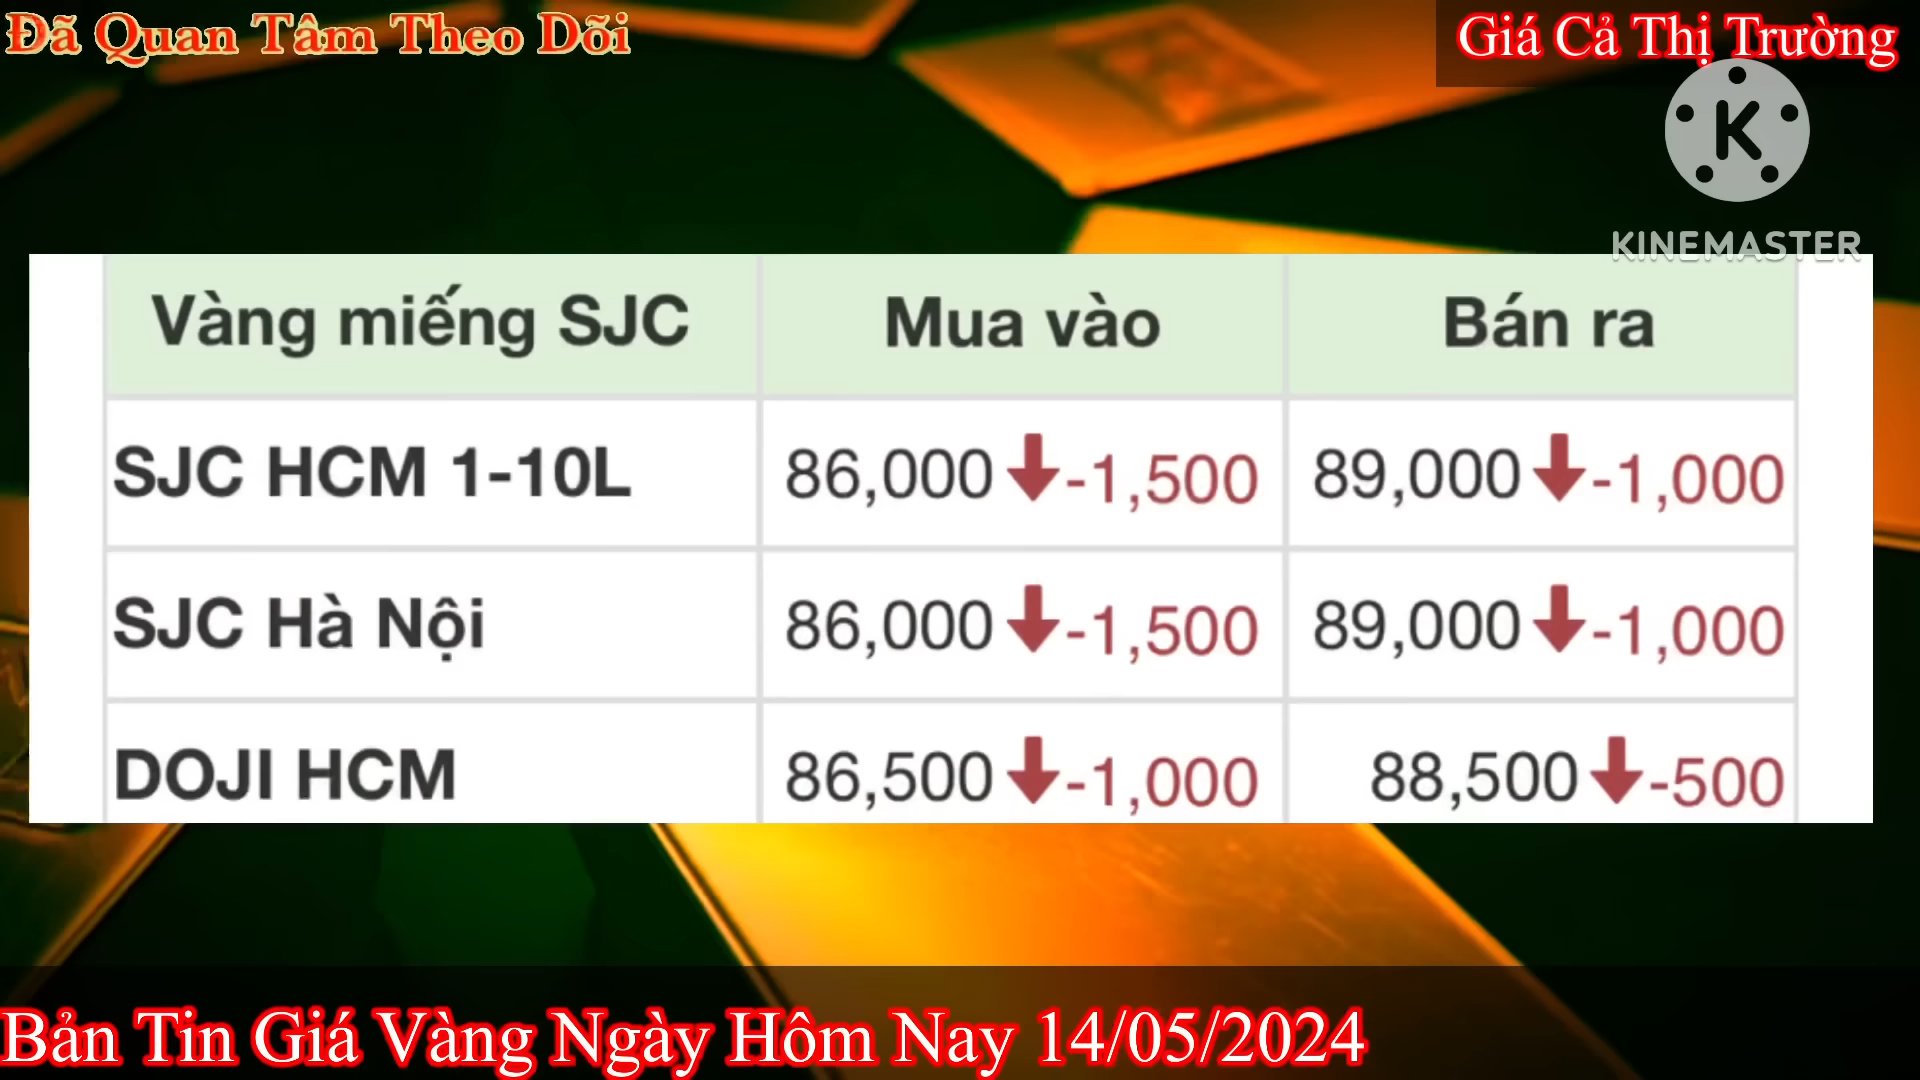 Đã Quan Tâm Theo Dõi
Giá Cả Thị Trường
K
KINEMASTER
Vàng miếng SJC Mua vào Bán ra
SJC HCM 1-10L 86,000 -1,500 89,000 -1,000
SJC Hà Nội 86,000 -1,500 89,000 -1,000
DOJI HCM 86,500 -1,000 88,500 -500
Bản Tin Giá Vàng Ngày Hôm Nay 14/05/2024